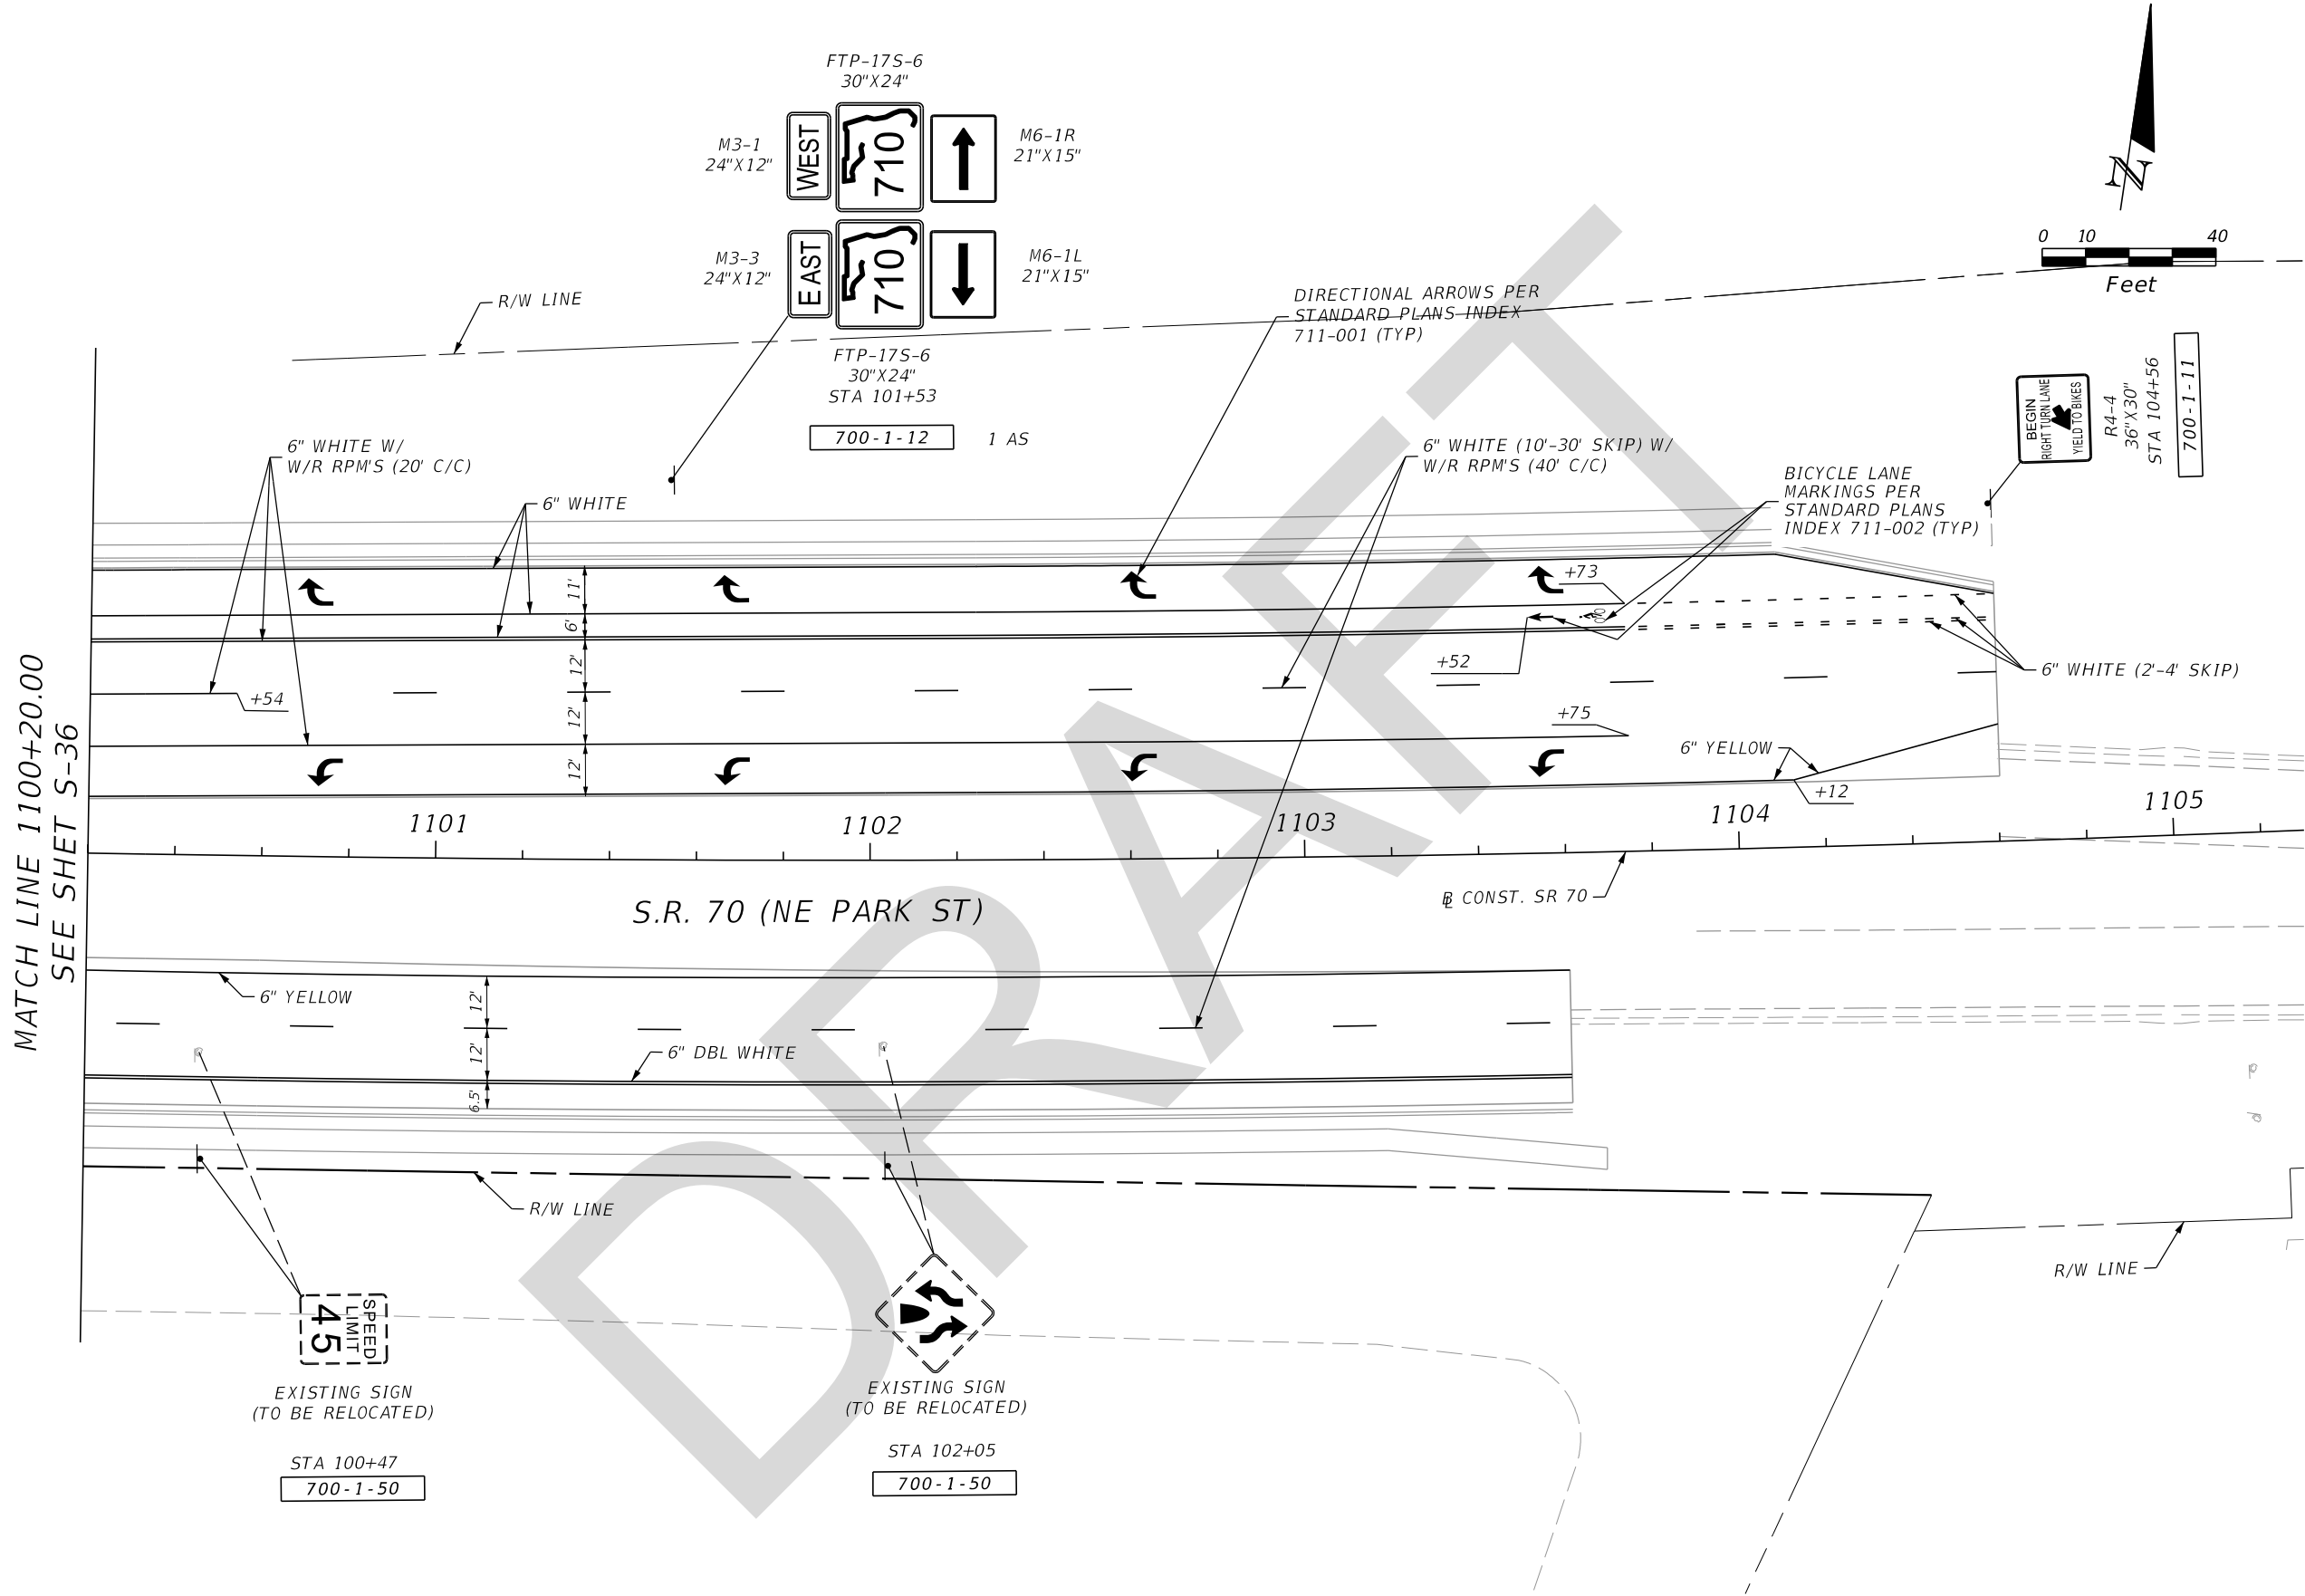 FTP-17S-6
30"X24"
M3-1
24"X12"
WEST
710
M6-1R
21"X15"
M3-3
24"X12"
EAST
710
M6-1L
21"X15"
FTP-17S-6
30"X24"
STA 101+53
700-1-12
1 AS
N
0 10 40
Feet
R/W LINE
DIRECTIONAL ARROWS PER
STANDARD PLANS INDEX
711-001 (TYP)
BEGIN
RIGHT TURN LANE
YIELD TO BIKES
R4-4
36"X30"
STA 104+56
700-1-11
6" WHITE W/
W/R RPM'S (20' C/C)
6" WHITE
6" WHITE (10'-30' SKIP) W/
W/R RPM'S (40' C/C)
BICYCLE LANE
MARKINGS PER
STANDARD PLANS
INDEX 711-002 (TYP)
11'
6'
12'
12'
12'
+73
+52
+54
+75
+12
6" WHITE (2'-4' SKIP)
6" YELLOW
MATCH LINE 1100+20.00
SEE SHEET S-36
1101
1102
1103
1104
1105
S.R. 70 (NE PARK ST)
BL CONST. SR 70
6" YELLOW
12'
12'
6.5'
6" DBL WHITE
R/W LINE
R/W LINE
SPEED
LIMIT
45
EXISTING SIGN
(TO BE RELOCATED)
STA 100+47
700-1-50
EXISTING SIGN
(TO BE RELOCATED)
STA 102+05
700-1-50
DRAFT